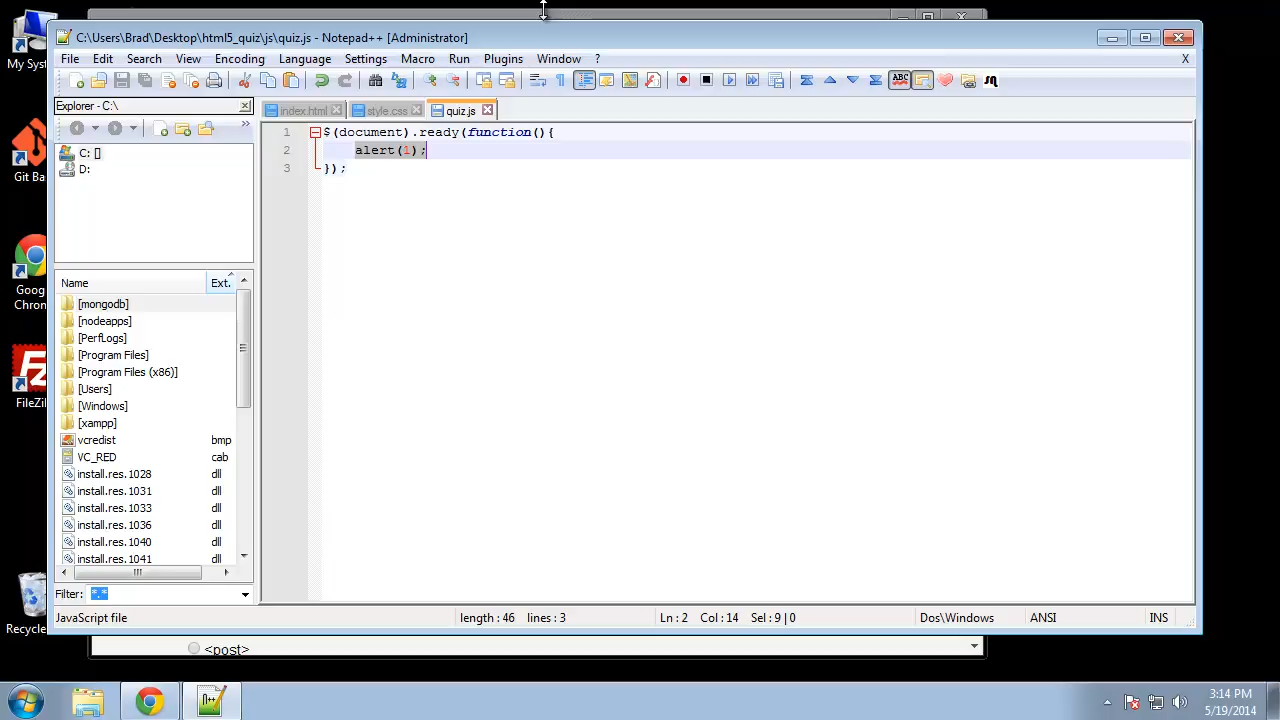 My Sys
Git Ba
Goog
Chron
FileZil
Recycle
C:\Users\Brad\Desktop\html5_quiz\js\quiz.js - Notepad++ [Administrator]
File Edit Search View Encoding Language Settings Macro Run Plugins Window ? X
Explorer - C:\
index.html style.css quiz.js
C: []
D:
1 $(document).ready(function(){
2 alert(1);
3 });
Name Ext.
[mongodb]
[nodeapps]
[PerfLogs]
[Program Files]
[Program Files (x86)]
[Users]
[Windows]
[xampp]
vcredist bmp
VC_RED cab
install.res.1028 dll
install.res.1031 dll
install.res.1033 dll
install.res.1036 dll
install.res.1040 dll
install.res.1041 dll
Filter: *.*
JavaScript file length : 46 lines : 3 Ln : 2 Col : 14 Sel : 9 | 0 Dos\Windows ANSI INS
<post>
3:14 PM
5/19/2014